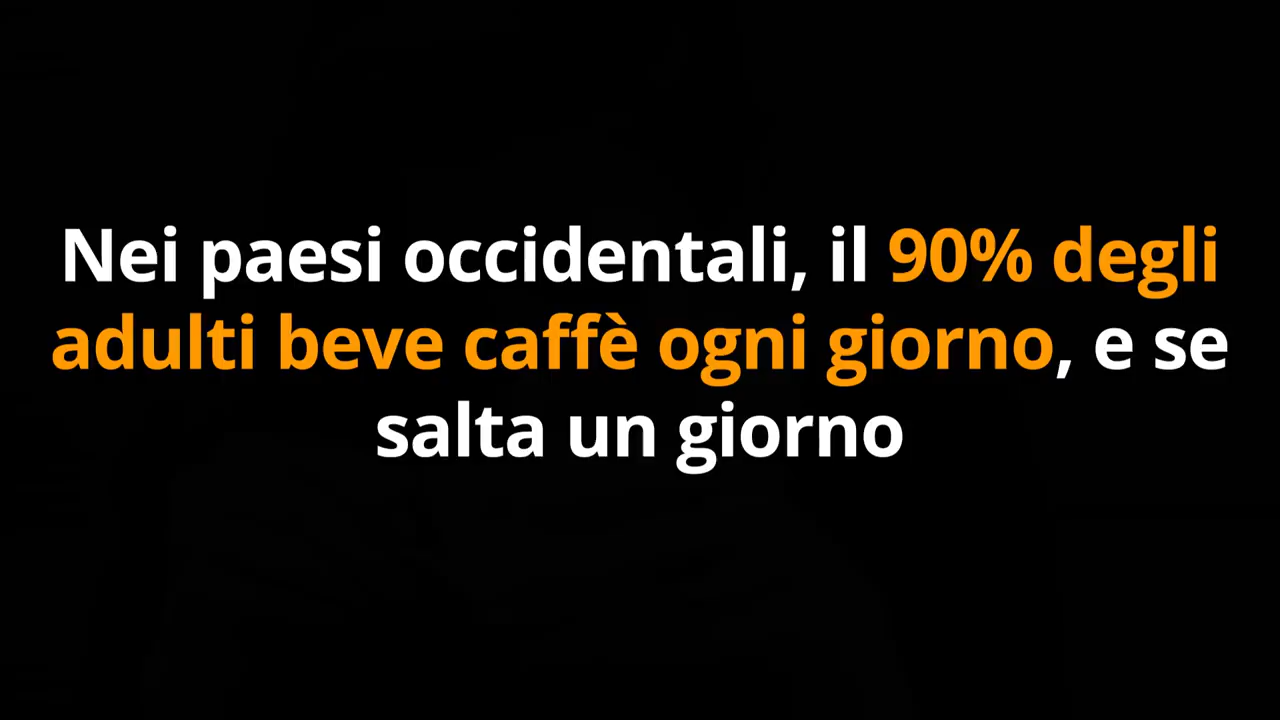 Nei paesi occidentali, il 90% degli
adulti beve caffè ogni giorno, e se
salta un giorno